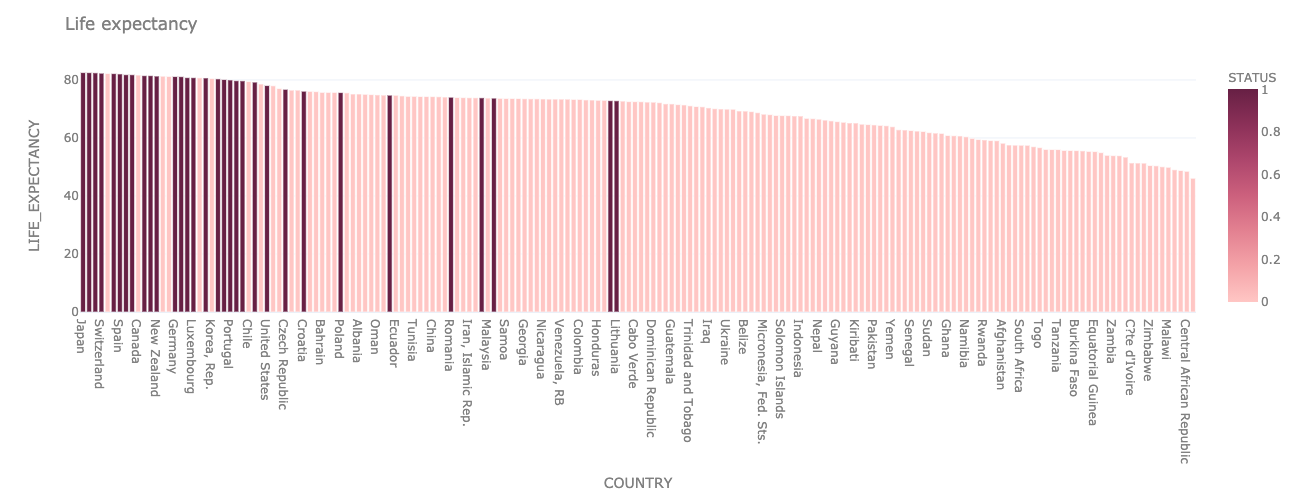 Life expectancy
LIFE_EXPECTANCY
80
60
40
20
0
Japan
Switzerland
Spain
Canada
New Zealand
Germany
Luxembourg
Korea, Rep.
Portugal
Chile
United States
Czech Republic
Croatia
Bahrain
Poland
Albania
Oman
Ecuador
Tunisia
China
Romania
Iran, Islamic Rep.
Malaysia
Samoa
Georgia
Nicaragua
Venezuela, RB
Colombia
Honduras
Lithuania
Cabo Verde
Dominican Republic
Guatemala
Trinidad and Tobago
Iraq
Ukraine
Belize
Micronesia, Fed. Sts.
Solomon Islands
Indonesia
Nepal
Guyana
Kiribati
Pakistan
Yemen
Senegal
Sudan
Ghana
Namibia
Rwanda
Afghanistan
South Africa
Togo
Tanzania
Burkina Faso
Equatorial Guinea
Zambia
C?te d'Ivoire
Zimbabwe
Malawi
Central African Republic
COUNTRY
STATUS
1
0.8
0.6
0.4
0.2
0